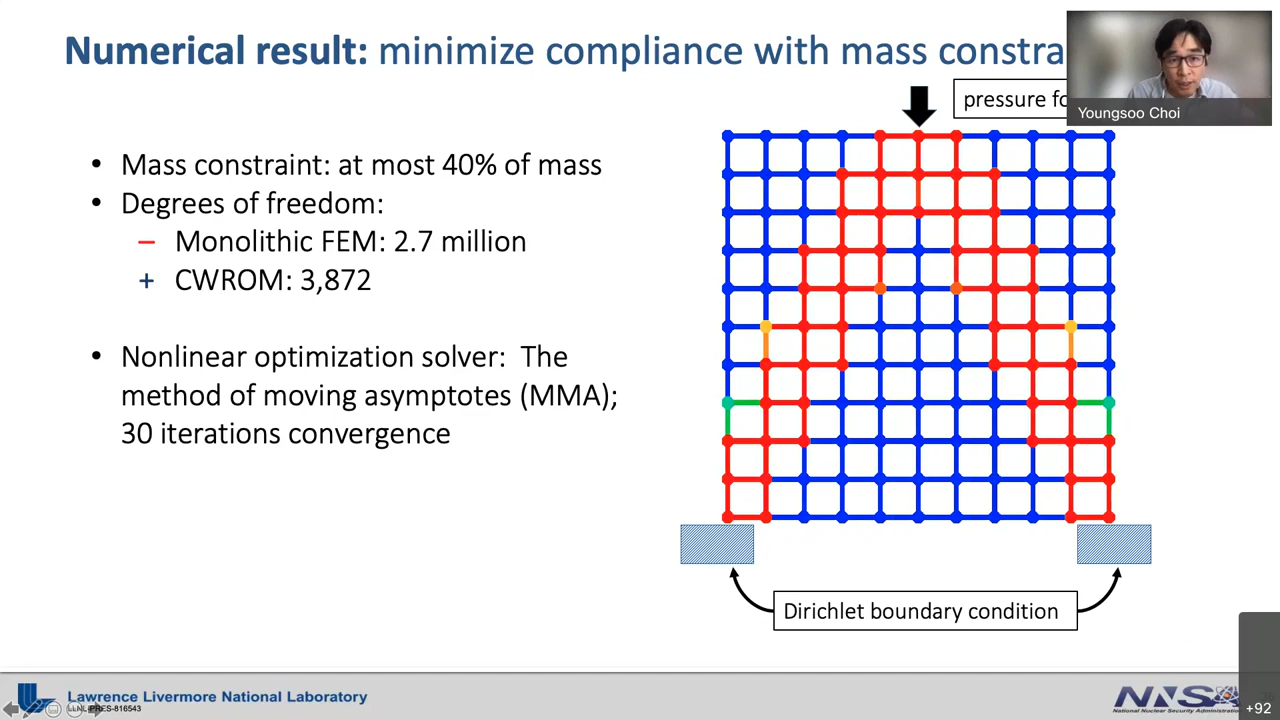 Numerical result: minimize compliance with mass constra
pressure fo
Youngsoo Choi
• Mass constraint: at most 40% of mass
• Degrees of freedom:
– Monolithic FEM: 2.7 million
+ CWROM: 3,872
• Nonlinear optimization solver: The
method of moving asymptotes (MMA);
30 iterations convergence
Dirichlet boundary condition
Lawrence Livermore National Laboratory
LLNL-PRES-816543
NNSA
National Nuclear Security Administration
+92